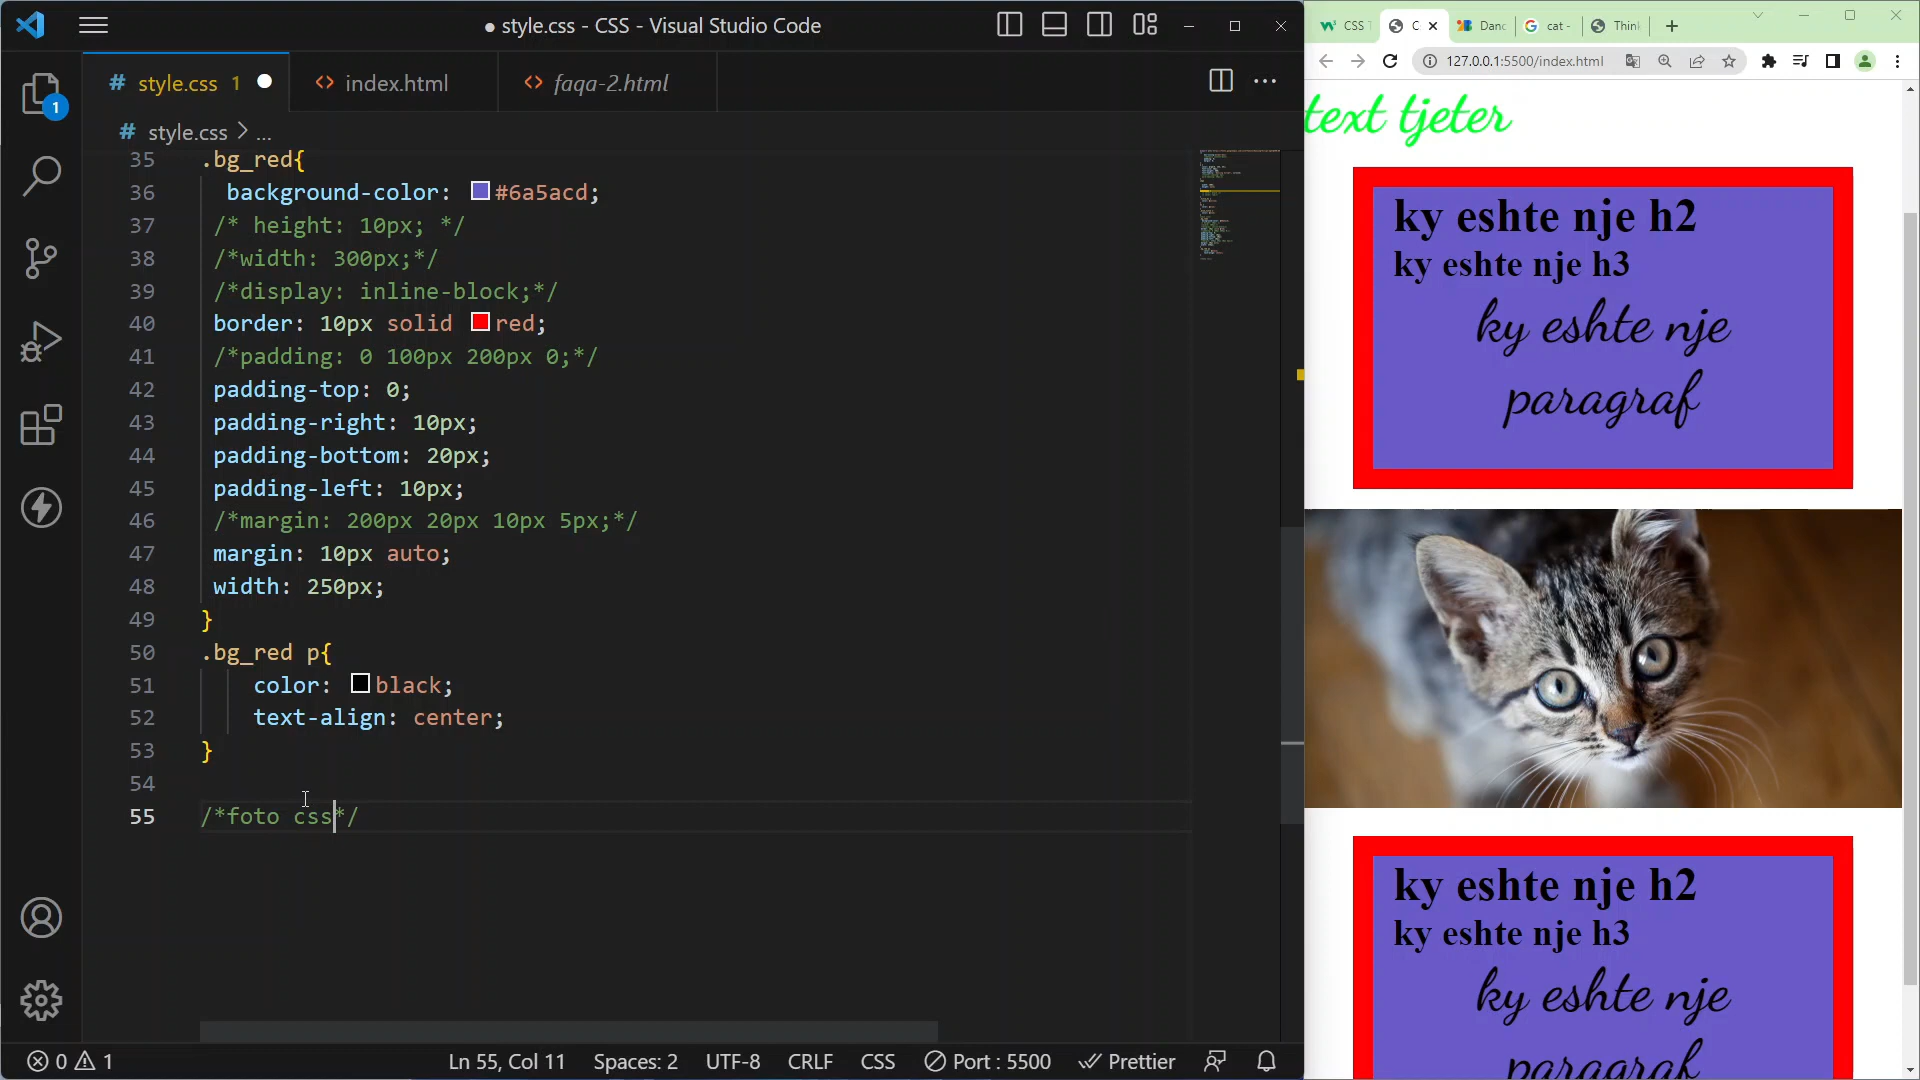 style.css - CSS - Visual Studio Code
style.css 1
index.html
faqa-2.html
# style.css > ...
35 .bg_red{
36 background-color: #6a5acd;
37 /* height: 10px; */
38 /*width: 300px;*/
39 /*display: inline-block;*/
40 border: 10px solid red;
41 /*padding: 0 100px 200px 0;*/
42 padding-top: 0;
43 padding-right: 10px;
44 padding-bottom: 20px;
45 padding-left: 10px;
46 /*margin: 200px 20px 10px 5px;*/
47 margin: 10px auto;
48 width: 250px;
49 }
50 .bg_red p{
51 color: black;
52 text-align: center;
53 }
54
55 /*foto css*/
1
0 1
Ln 55, Col 11 Spaces: 2 UTF-8 CRLF CSS Port : 5500 Prettier
CSS
C
Danc
cat -
Think
127.0.0.1:5500/index.html
text tjeter
ky eshte nje h2
ky eshte nje h3
ky eshte nje
paragraf
ky eshte nje h2
ky eshte nje h3
ky eshte nje
paragraf